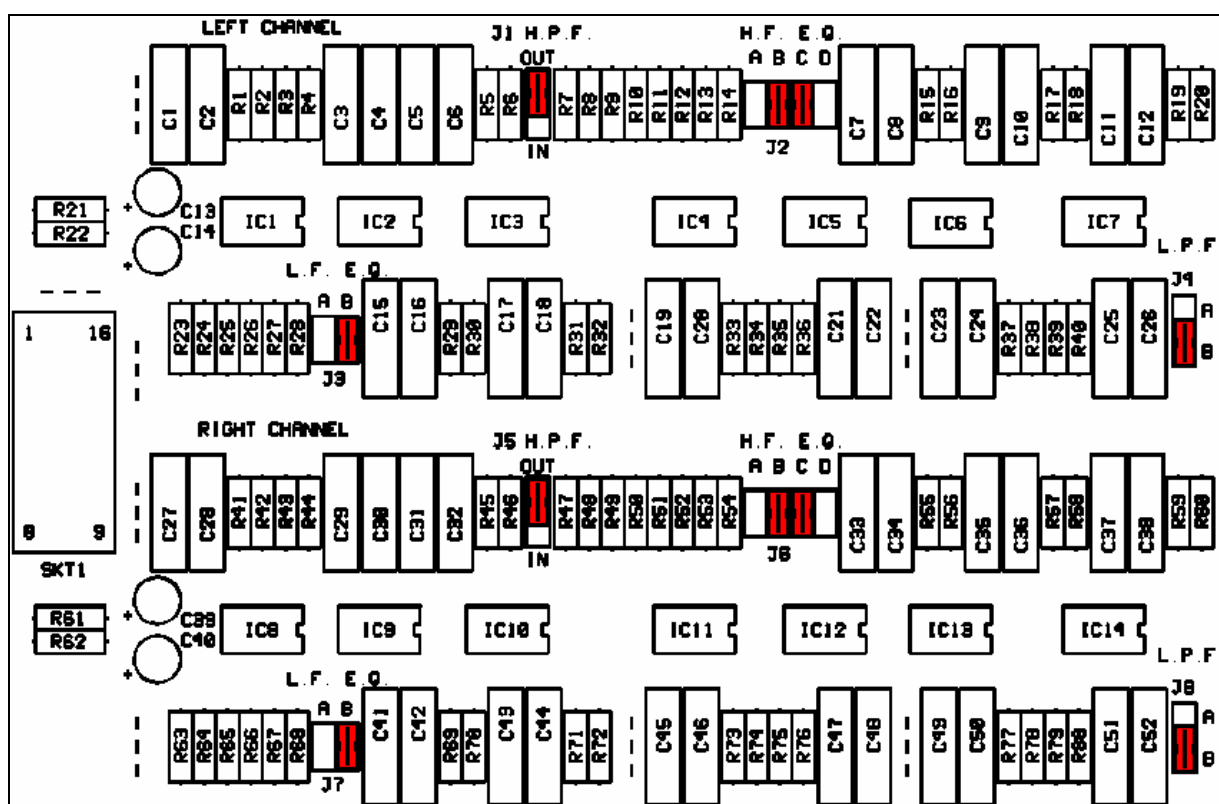 LEFT CHANNEL J1 H.P.F. H.F. E.Q.
OUT A B C D
C1 C2 R1 R2 R3 R4 C3 C4 C5 C6 R5 R6 R7 R8 R9 R10 R11 R12 R13 R14 C7 C8 R15 R16 C9 C10 R17 R18 C11 C12 R19 R20
IN J2
R21 C13 IC1 IC2 IC3 IC4 IC5 IC6 IC7
R22 C14
L.P.F
L.F. E.Q. J4
A B A
R23 R24 R25 R26 R27 R28 C15 C16 R29 R30 C17 C18 R31 R32 C19 C20 R33 R34 R35 R36 C21 C22 C23 C24 R37 R38 R39 R40 C25 C26
B
J3
1 16
8 9
SKT1
RIGHT CHANNEL J5 H.P.F. H.F. E.Q.
OUT A B C D
C27 C28 R41 R42 R43 R44 C29 C30 C31 C32 R45 R46 R47 R48 R49 R50 R51 R52 R53 R54 C33 C34 R55 R56 C35 C36 R57 R58 C37 C38 R59 R60
IN J6
R61 C39 IC8 IC9 IC10 IC11 IC12 IC13 IC14
R62 C40
L.P.F
L.F. E.Q. J8
A B A
R63 R64 R65 R66 R67 R68 C41 C42 R69 R70 C43 C44 R71 R72 C45 C46 R73 R74 R75 R76 C47 C48 C49 C50 R77 R78 R79 R80 C51 C52
B
J7